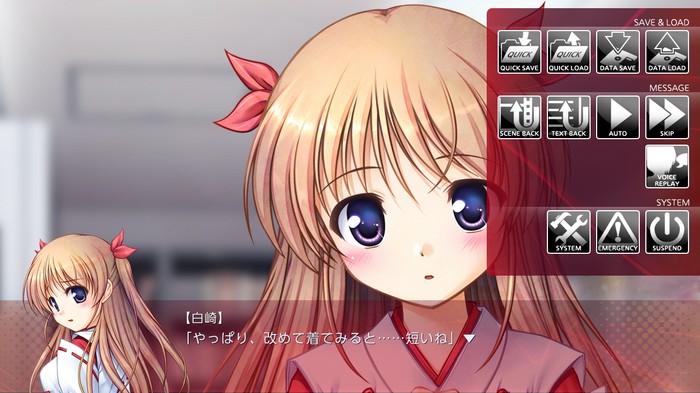 SAVE & LOAD
QUICK
QUICK
QUICK SAVE
QUICK LOAD
DATA SAVE
DATA LOAD
MESSAGE
SCENE BACK
TEXT BACK
AUTO
SKIP
VOICE
REPLAY
SYSTEM
SYSTEM
EMERGENCY
SUSPEND
【白崎】
「やっぱり、改めて着てみると……短いね」▼